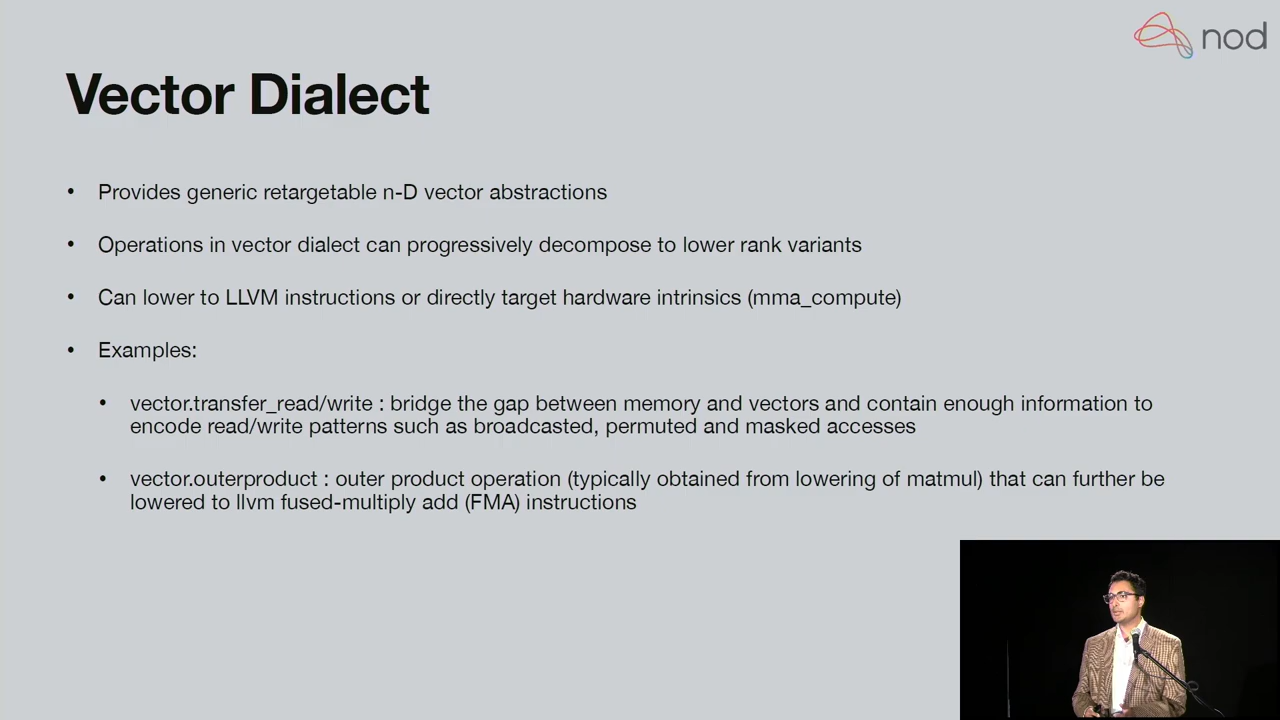 nod
Vector Dialect
• Provides generic retargetable n-D vector abstractions
• Operations in vector dialect can progressively decompose to lower rank variants
• Can lower to LLVM instructions or directly target hardware intrinsics (mma_compute)
• Examples:
• vector.transfer_read/write : bridge the gap between memory and vectors and contain enough information to
encode read/write patterns such as broadcasted, permuted and masked accesses
• vector.outerproduct : outer product operation (typically obtained from lowering of matmul) that can further be
lowered to llvm fused-multiply add (FMA) instructions